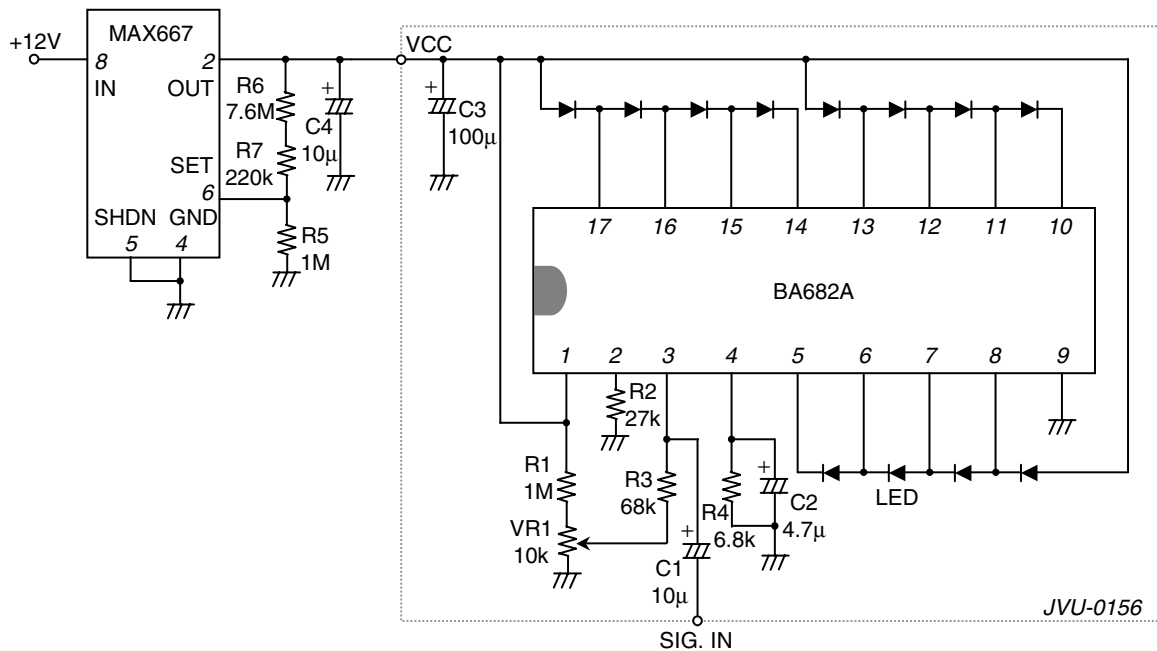 +12V
MAX667
8
2
IN
OUT
SET
6
SHDN
GND
5
4
R6
7.6M
R7
220k
R5
1M
C4
10μ
VCC
C3
100μ
17
16
15
14
13
12
11
10
BA682A
1
2
3
4
5
6
7
8
9
R2
27k
R1
1M
VR1
10k
R3
68k
C1
10μ
R4
6.8k
C2
4.7μ
LED
SIG. IN
JVU-0156
+
+
+
+